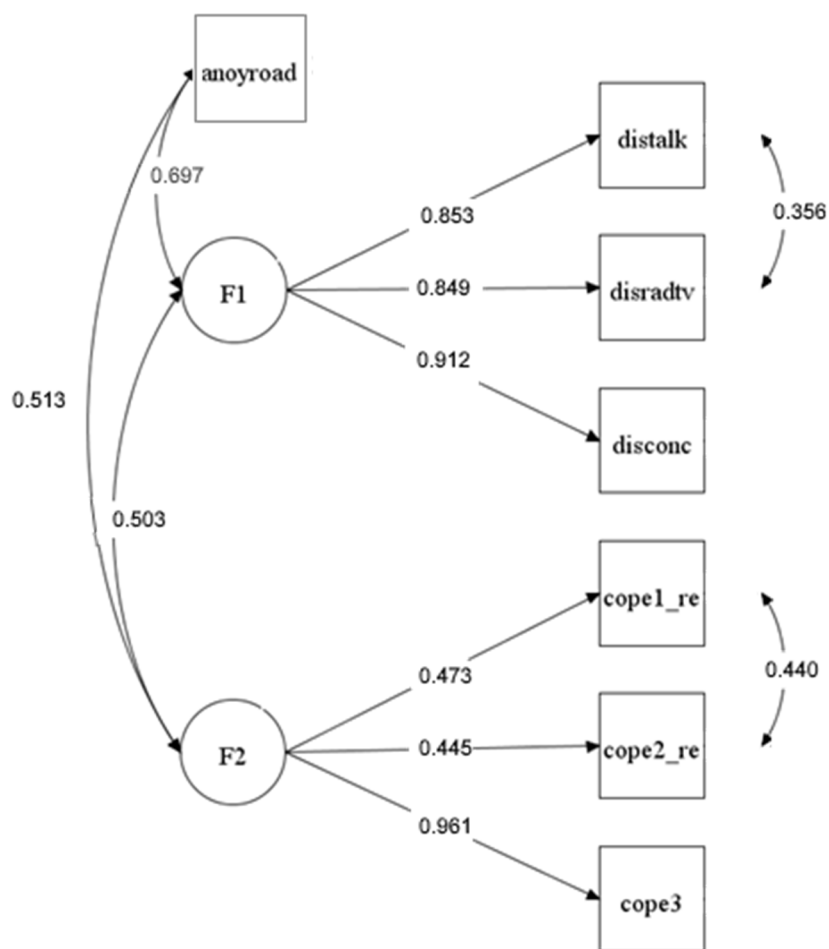 anoyroad
distalk
0.697
0.356
0.853
0.849
F1
disradtv
0.912
0.513
disconc
0.503
cope1_re
0.473
0.440
0.445
cope2_re
F2
0.961
cope3